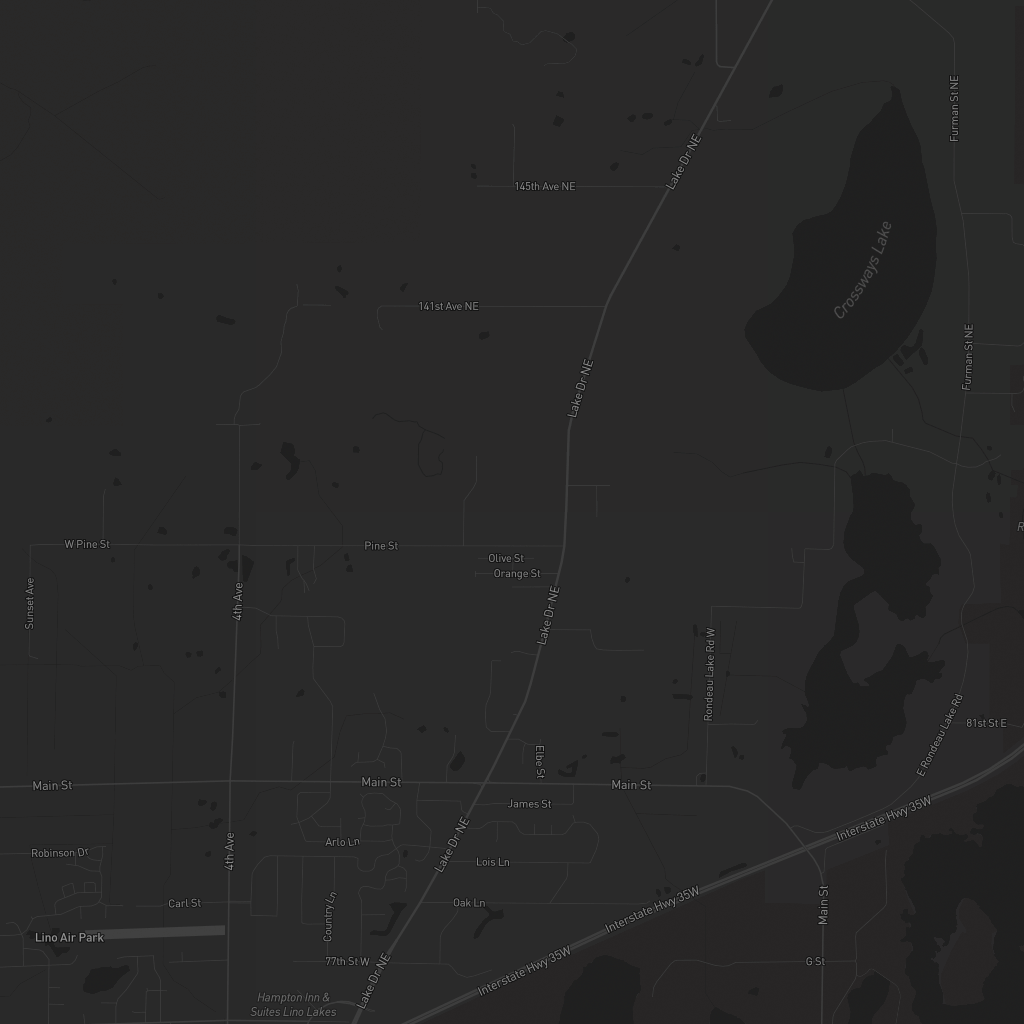 Furman St NE
Lake Dr NE
145th Ave NE
Crossways Lake
141st Ave NE
Lake Dr NE
Furman St NE
W Pine St
Pine St
Olive St
Orange St
Sunset Ave
4th Ave
Lake Dr NE
Rondeau Lake Rd W
E Rondeau Lake Rd
81st St E
Main St
Main St
Elbe St
Main St
James St
Interstate Hwy 35W
4th Ave
Arlo Ln
Lake Dr NE
Robinson Dr
Lois Ln
Carl St
Oak Ln
Country Ln
Interstate Hwy 35W
Main St
Lino Air Park
77th St W
Lake Dr NE
Interstate Hwy 35W
G St
Hampton Inn &
Suites Lino Lakes